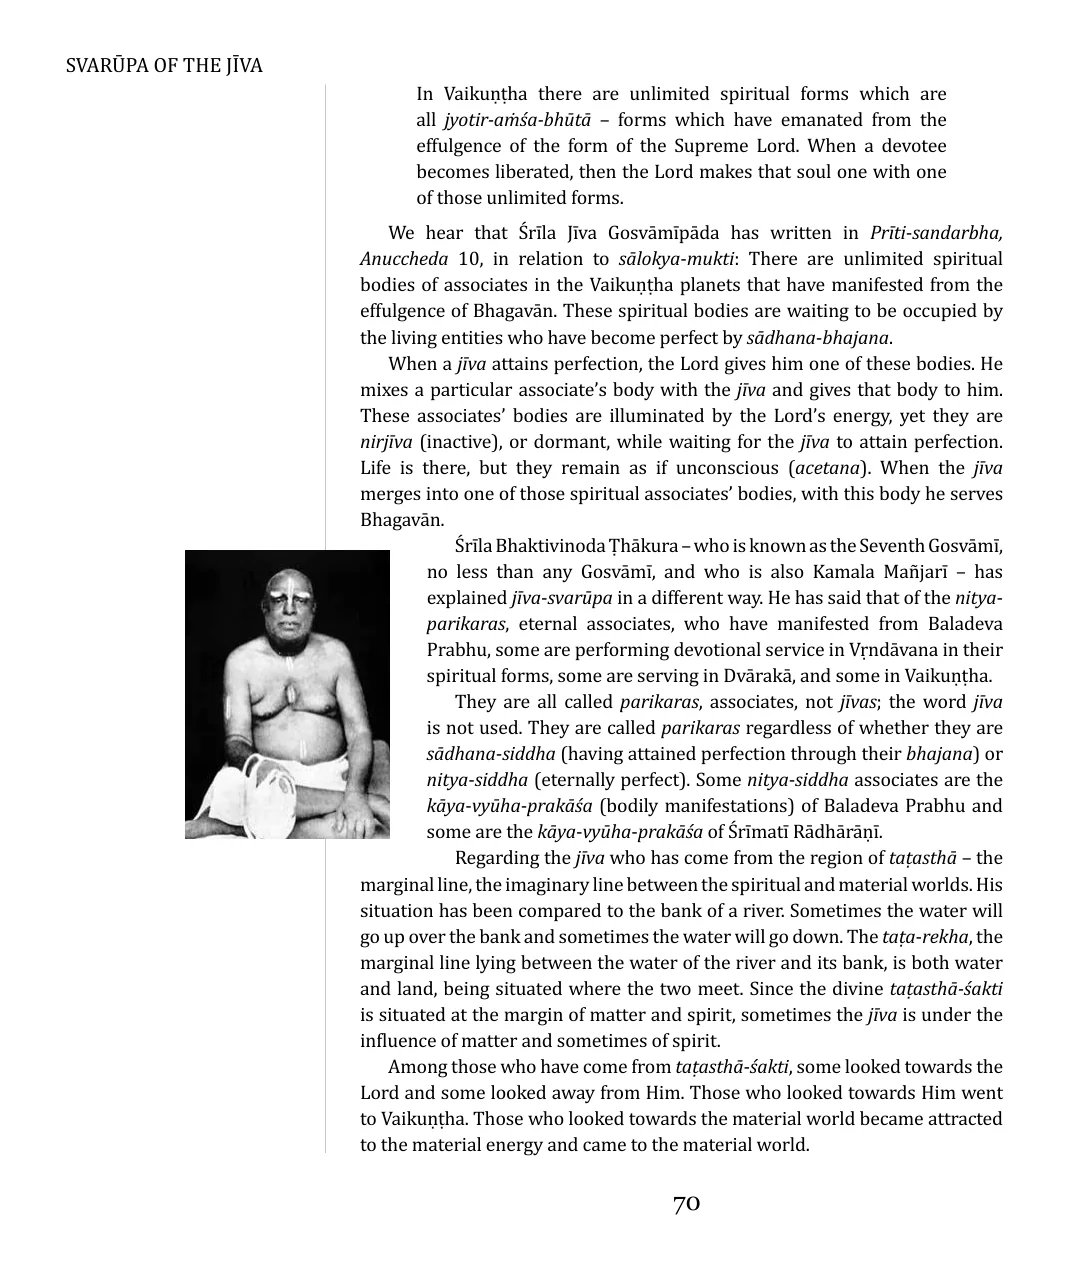 SVARŪPA OF THE JĪVA
In Vaikuṇṭha there are unlimited spiritual forms which are
all jyotir-aṁśa-bhūtā – forms which have emanated from the
effulgence of the form of the Supreme Lord. When a devotee
becomes liberated, then the Lord makes that soul one with one
of those unlimited forms.
We hear that Śrīla Jīva Gosvāmīpāda has written in Prīti-sandarbha,
Anuccheda 10, in relation to sālokya-mukti: There are unlimited spiritual
bodies of associates in the Vaikuṇṭha planets that have manifested from the
effulgence of Bhagavān. These spiritual bodies are waiting to be occupied by
the living entities who have become perfect by sādhana-bhajana.
When a jīva attains perfection, the Lord gives him one of these bodies. He
mixes a particular associate’s body with the jīva and gives that body to him.
These associates’ bodies are illuminated by the Lord’s energy, yet they are
nirjīva (inactive), or dormant, while waiting for the jīva to attain perfection.
Life is there, but they remain as if unconscious (acetana). When the jīva
merges into one of those spiritual associates’ bodies, with this body he serves
Bhagavān.
Śrīla Bhaktivinoda Ṭhākura – who is known as the Seventh Gosvāmī,
no less than any Gosvāmī, and who is also Kamala Mañjarī – has
explained jīva-svarūpa in a different way. He has said that of the nitya-
parikaras, eternal associates, who have manifested from Baladeva
Prabhu, some are performing devotional service in Vṛndāvana in their
spiritual forms, some are serving in Dvārakā, and some in Vaikuṇṭha.
They are all called parikaras, associates, not jīvas; the word jīva
is not used. They are called parikaras regardless of whether they are
sādhana-siddha (having attained perfection through their bhajana) or
nitya-siddha (eternally perfect). Some nitya-siddha associates are the
kāya-vyūha-prakāśa (bodily manifestations) of Baladeva Prabhu and
some are the kāya-vyūha-prakāśa of Śrīmatī Rādhārāṇī.
Regarding the jīva who has come from the region of taṭasthā – the
marginal line, the imaginary line between the spiritual and material worlds. His
situation has been compared to the bank of a river. Sometimes the water will
go up over the bank and sometimes the water will go down. The taṭa-rekha, the
marginal line lying between the water of the river and its bank, is both water
and land, being situated where the two meet. Since the divine taṭasthā-śakti
is situated at the margin of matter and spirit, sometimes the jīva is under the
influence of matter and sometimes of spirit.
Among those who have come from taṭasthā-śakti, some looked towards the
Lord and some looked away from Him. Those who looked towards Him went
to Vaikuṇṭha. Those who looked towards the material world became attracted
to the material energy and came to the material world.
70